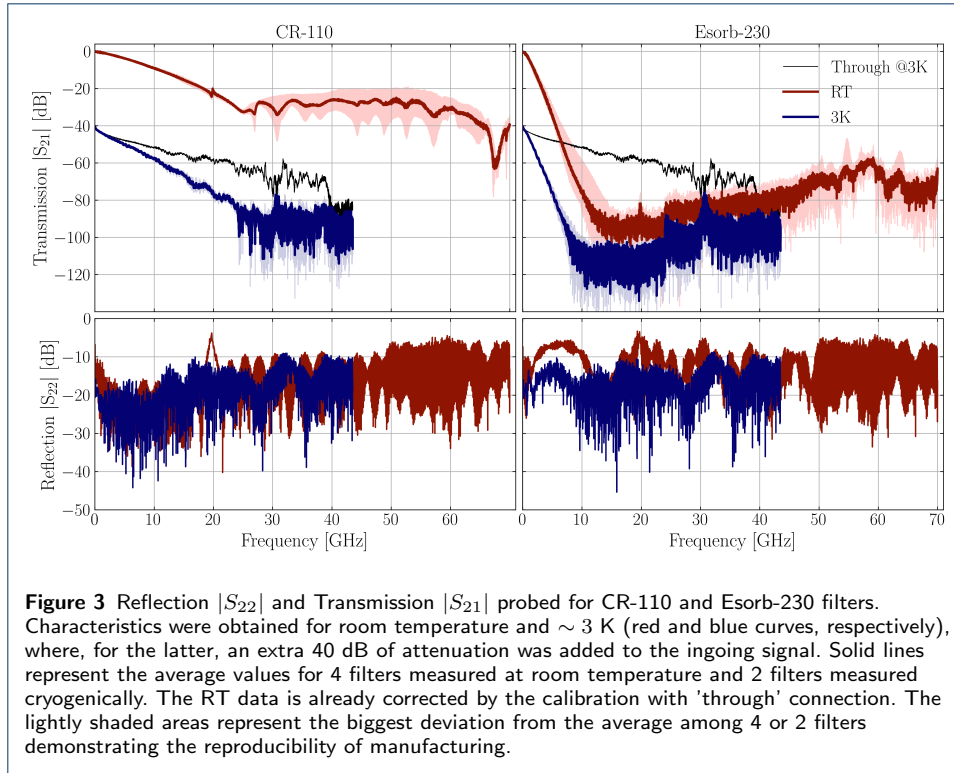 CR-110
Esorb-230
Transmission |S21| [dB]
0
−20
−40
−60
−80
−100
−120
Through @3K
RT
3K
Reflection |S22| [dB]
0
−10
−20
−30
−40
−50
0 10 20 30 40 50 60
0 10 20 30 40 50 60 70
Frequency [GHz]
Frequency [GHz]
Figure 3 Reflection |S22| and Transmission |S21| probed for CR-110 and Esorb-230 filters.
Characteristics were obtained for room temperature and ∼ 3 K (red and blue curves, respectively),
where, for the latter, an extra 40 dB of attenuation was added to the ingoing signal. Solid lines
represent the average values for 4 filters measured at room temperature and 2 filters measured
cryogenically. The RT data is already corrected by the calibration with 'through' connection. The
lightly shaded areas represent the biggest deviation from the average among 4 or 2 filters
demonstrating the reproducibility of manufacturing.